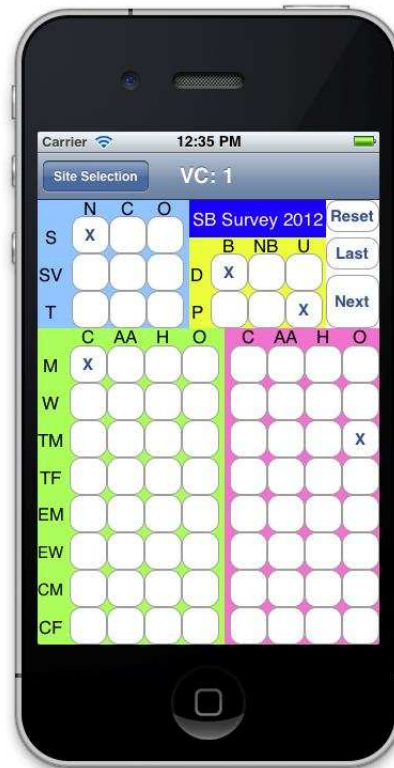 Carrier 12:35 PM
Site Selection VC: 1
N C O
SB Survey 2012
Reset
S X
B NB U
Last
SV
D X
T
P X
Next
C AA H O C AA H O
M X
W
TM X
TF
EM
EW
CM
CF